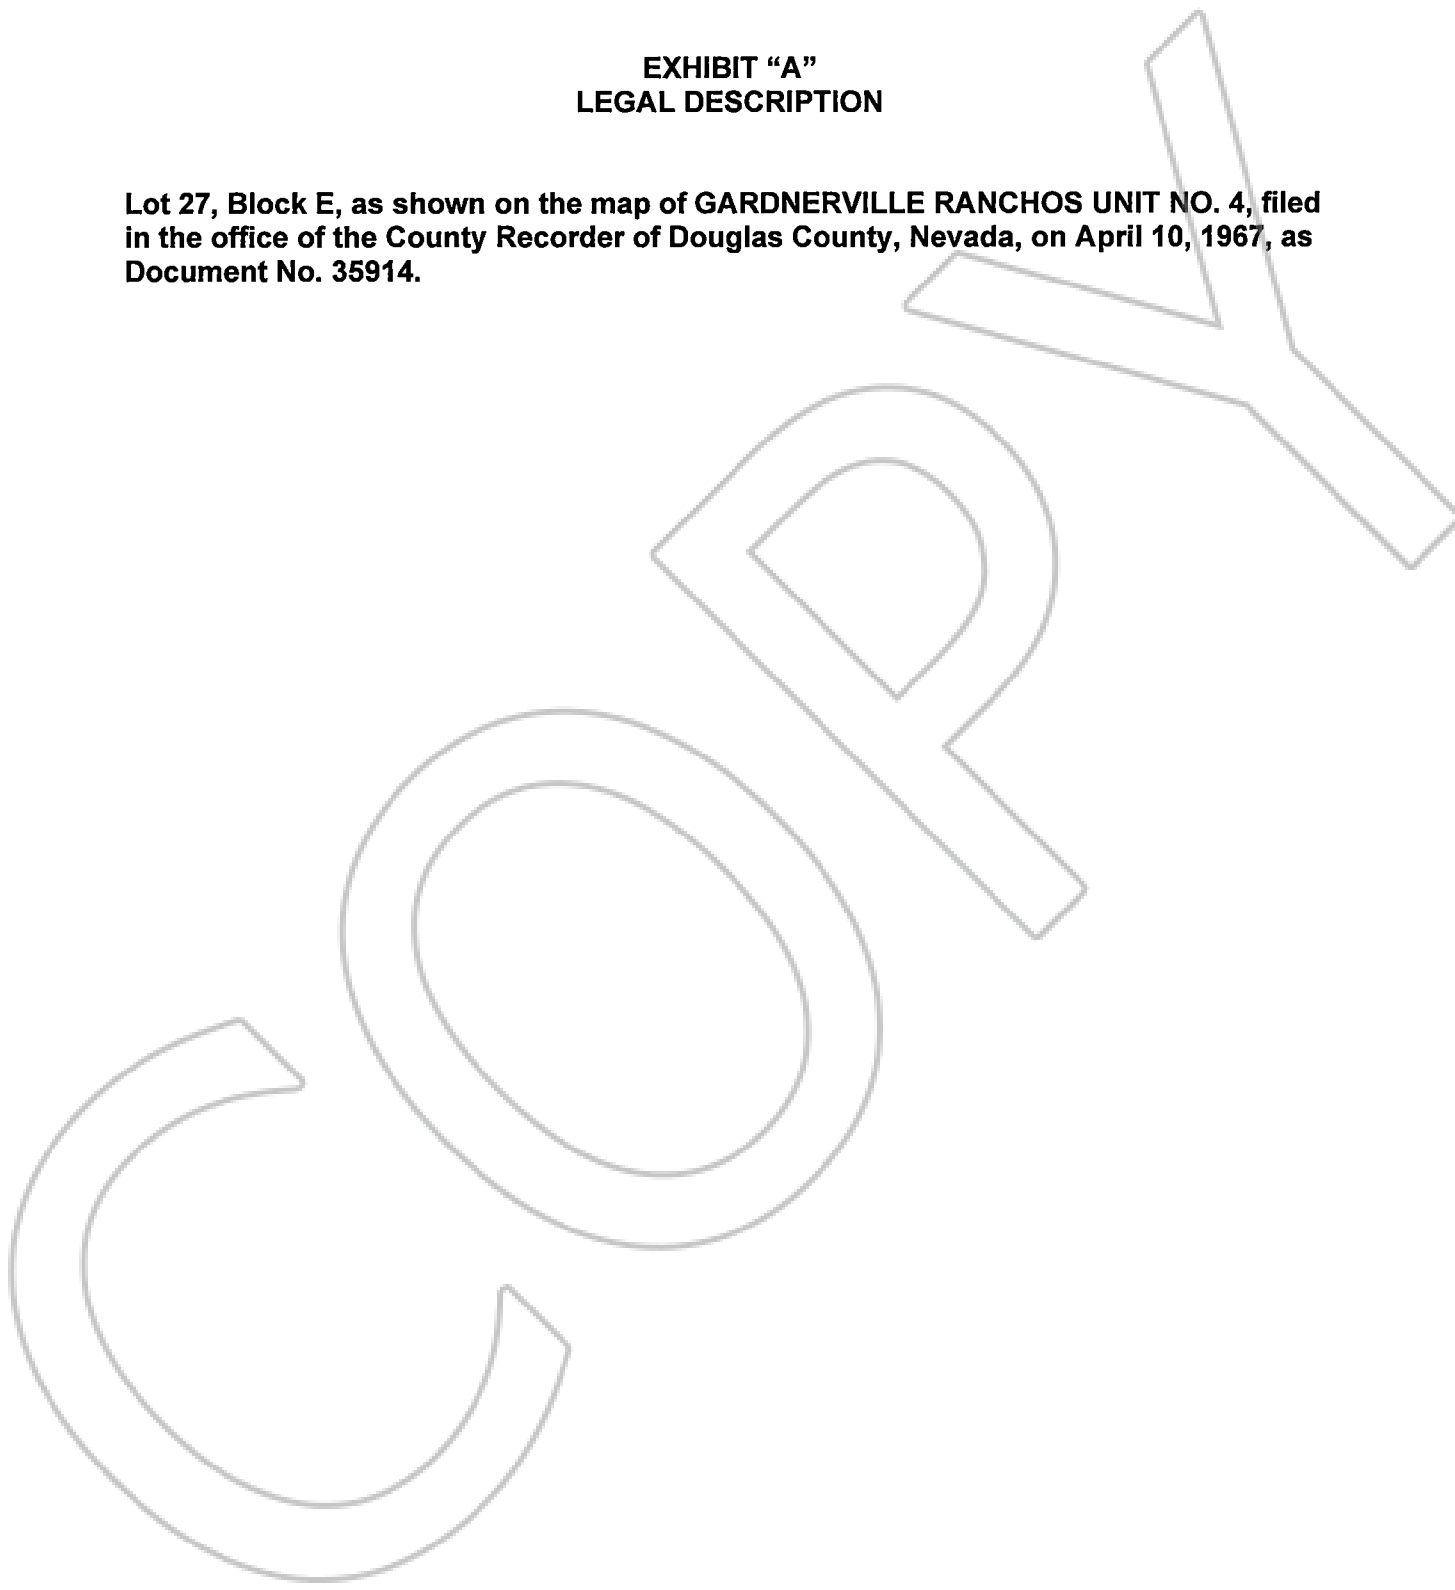 EXHIBIT “A”
LEGAL DESCRIPTION
Lot 27, Block E, as shown on the map of GARDNERVILLE RANCHOS UNIT NO. 4, filed
in the office of the County Recorder of Douglas County, Nevada, on April 10, 1967, as
Document No. 35914.
COPY